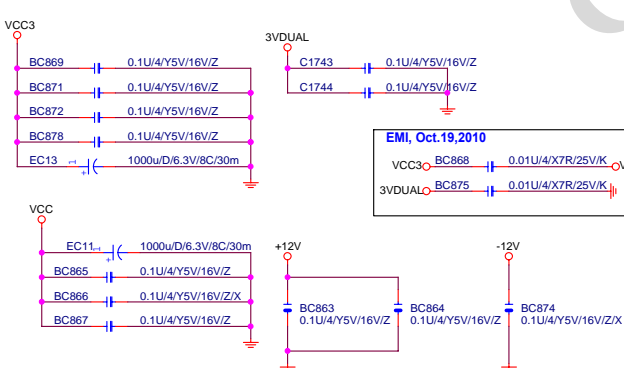 VCC3
BC869 0.1U/4/Y5V/16V/Z
BC871 0.1U/4/Y5V/16V/Z
BC872 0.1U/4/Y5V/16V/Z
BC878 0.1U/4/Y5V/16V/Z
EC13 1 + 1000u/D/6.3V/8C/30m
3VDUAL
C1743 0.1U/4/Y5V/16V/Z
C1744 0.1U/4/Y5V/16V/Z
EMI, Oct.19,2010
VCC3 BC868 0.01U/4/X7R/25V/K V
3VDUAL BC875 0.01U/4/X7R/25V/K
VCC
EC11 1 + 1000u/D/6.3V/8C/30m
BC865 0.1U/4/Y5V/16V/Z
BC866 0.1U/4/Y5V/16V/Z/X
BC867 0.1U/4/Y5V/16V/Z
+12V
BC863
0.1U/4/Y5V/16V/Z
BC864
0.1U/4/Y5V/16V/Z
-12V
BC874
0.1U/4/Y5V/16V/Z/X